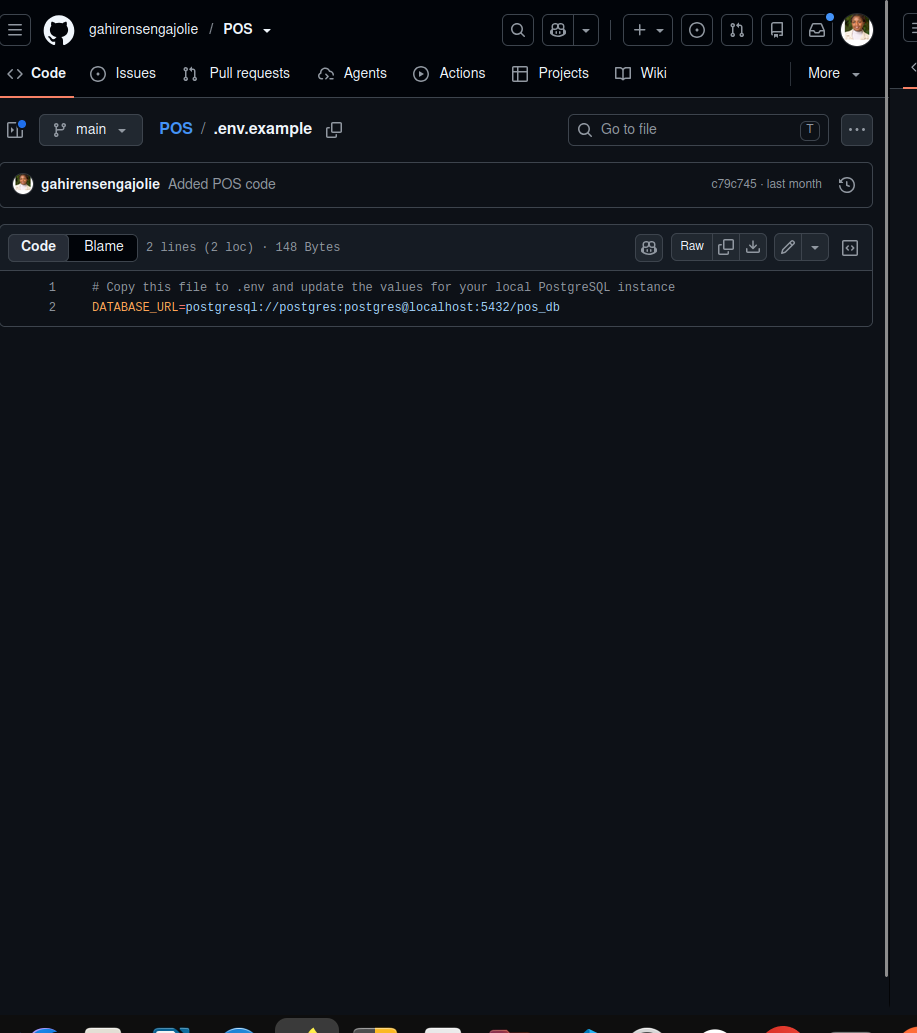 gahirensengajolie / POS
Code Issues Pull requests Agents Actions Projects Wiki More
main POS / .env.example Go to file T
gahirensengajolie Added POS code c79c745 · last month
Code Blame 2 lines (2 loc) · 148 Bytes Raw
1 # Copy this file to .env and update the values for your local PostgreSQL instance
2 DATABASE_URL=postgresql://postgres:postgres@localhost:5432/pos_db